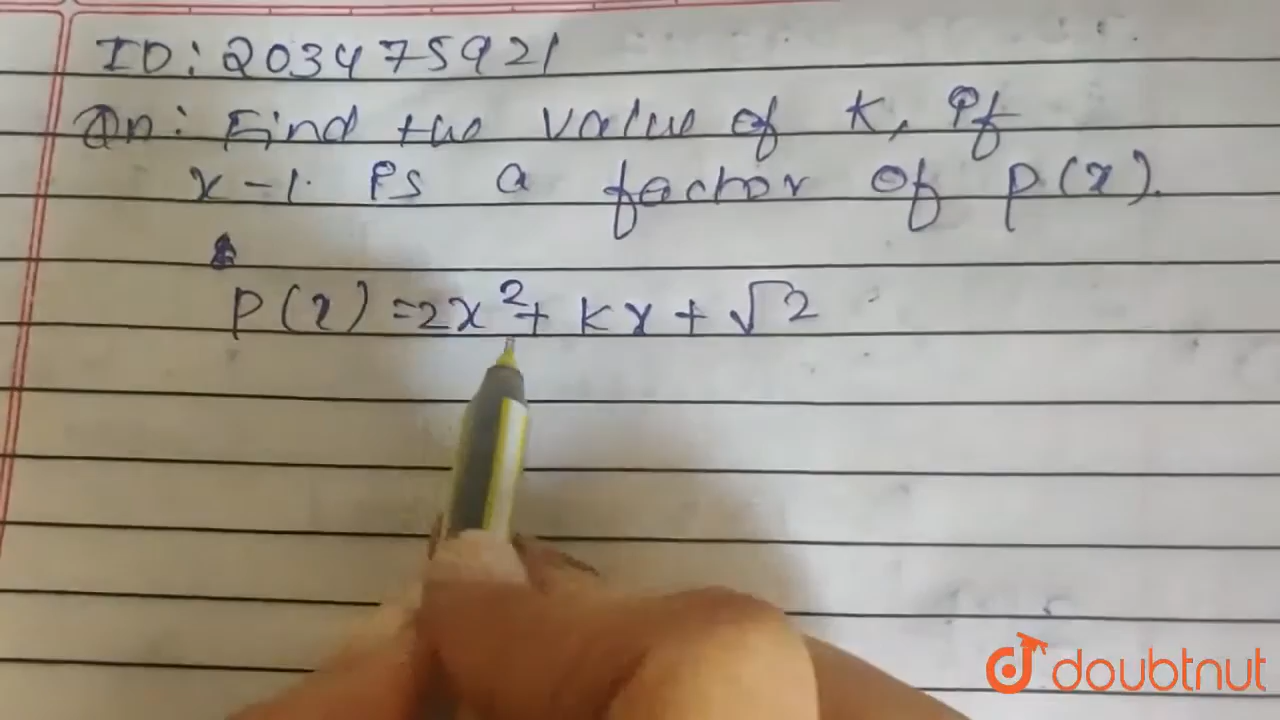 ID: 203475921
Qn: Find the value of K, if
x-1. is a factor of p(x).
P(x)=2x²+ kx+√2
doubtnut